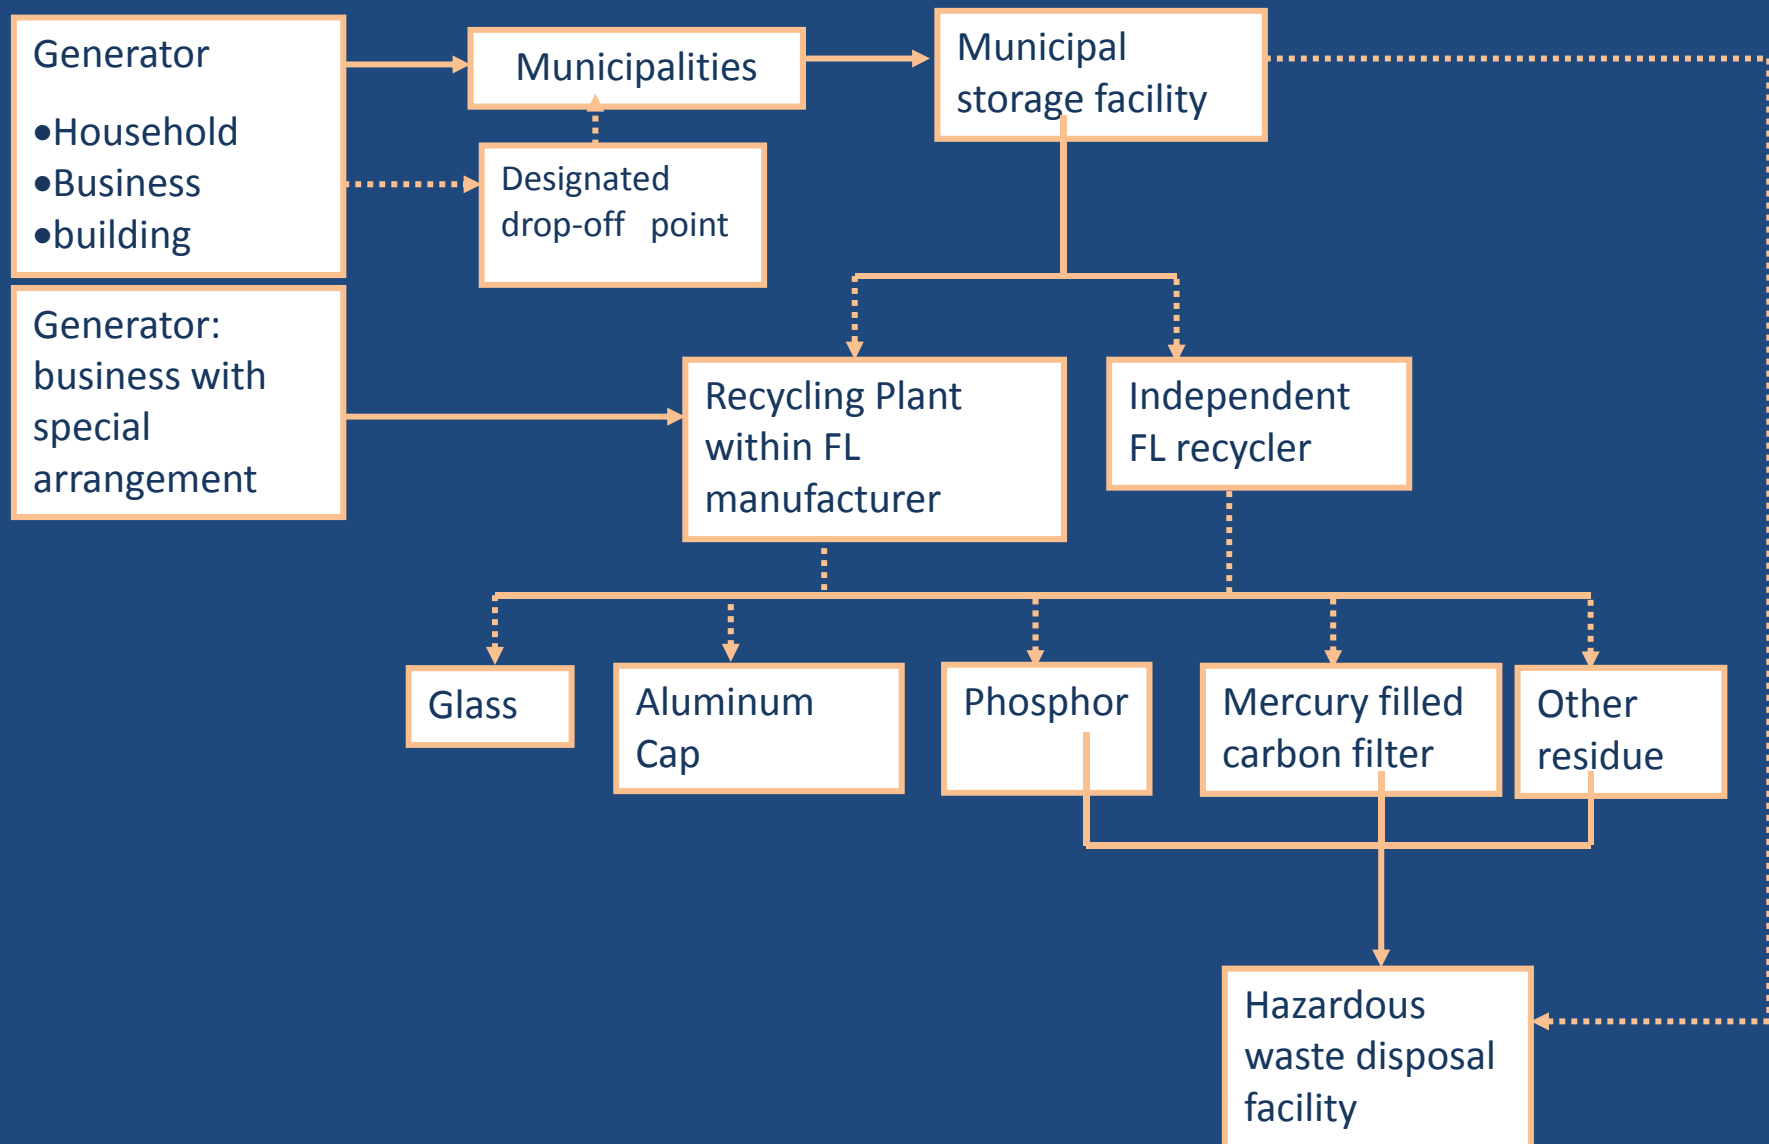 Generator
•Household
•Business
•building
Municipalities
Municipal
storage facility
Designated
drop-off point
Generator:
business with
special
arrangement
Recycling Plant
within FL
manufacturer
Independent
FL recycler
Glass
Aluminum
Cap
Phosphor
Mercury filled
carbon filter
Other
residue
Hazardous
waste disposal
facility